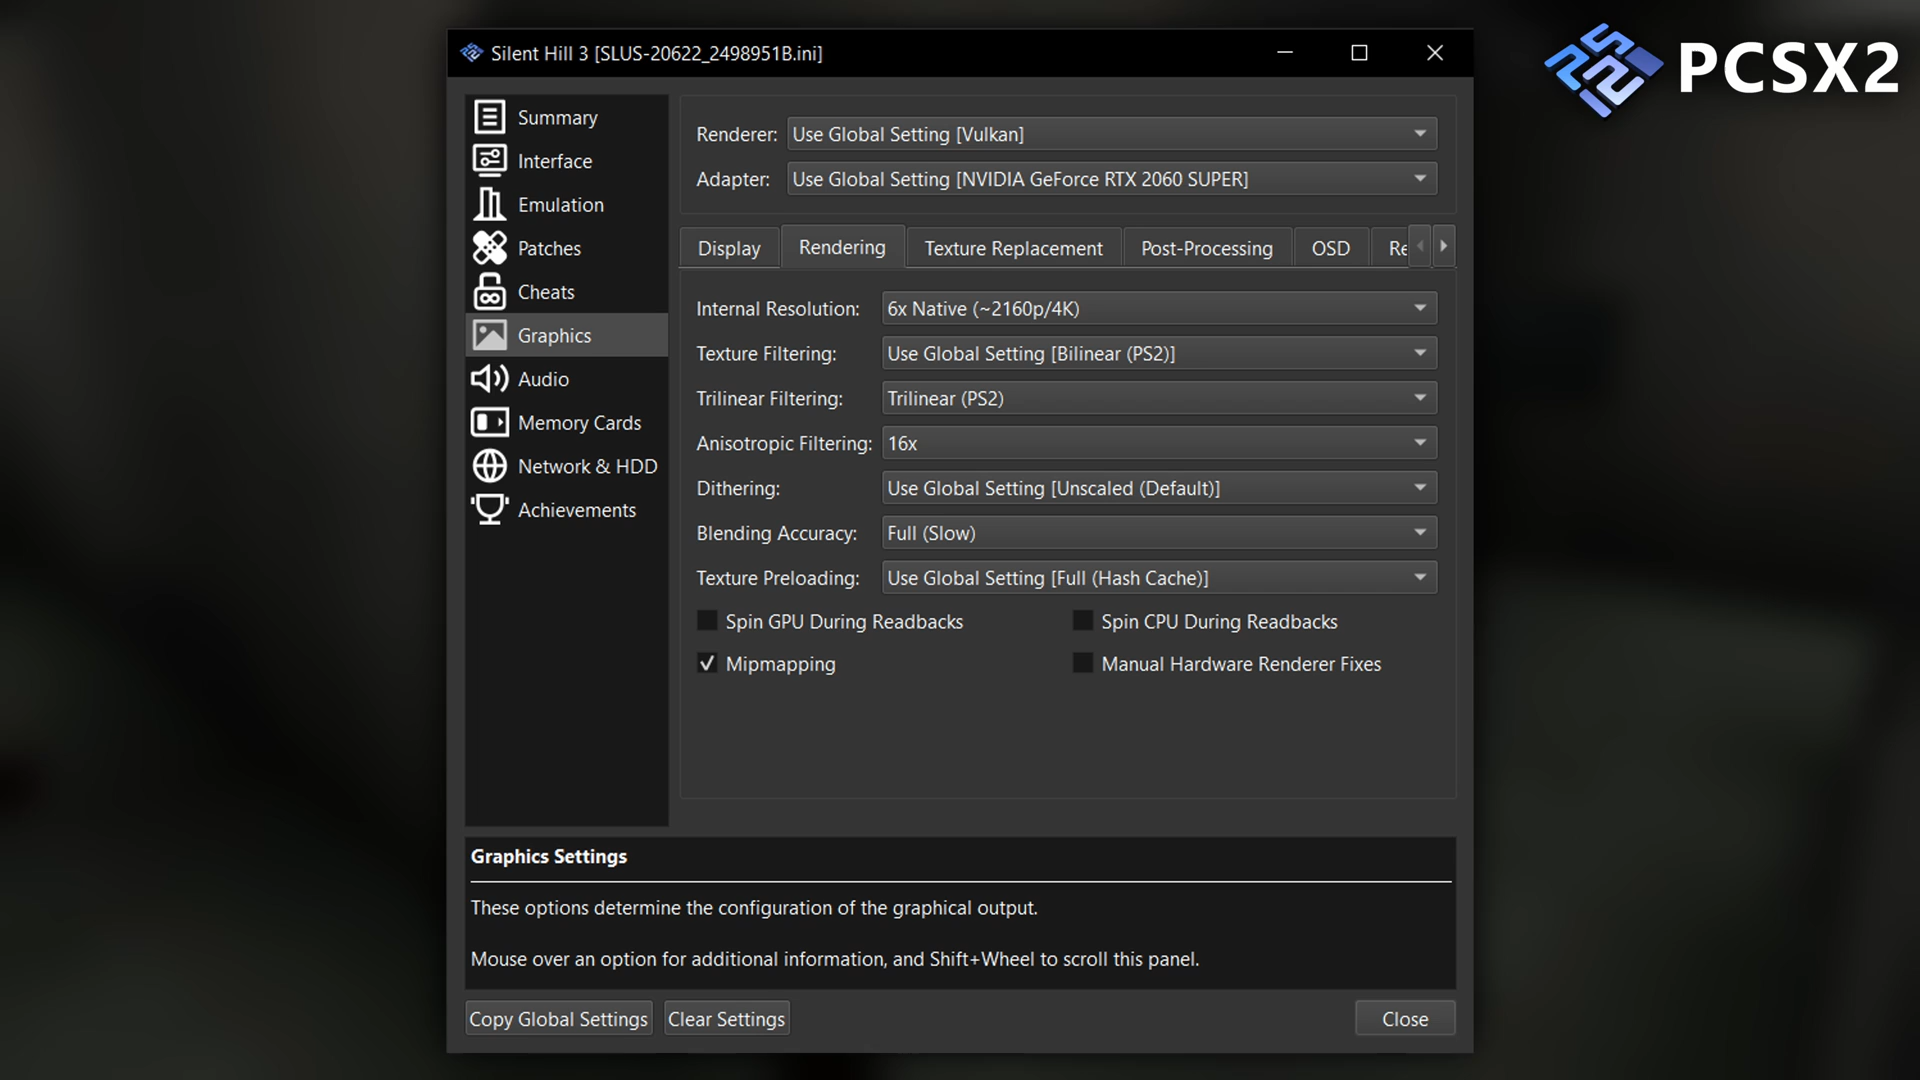 Silent Hill 3 [SLUS-20622_2498951B.ini]
PCSX2
Summary
Interface
Emulation
Patches
Cheats
Graphics
Audio
Memory Cards
Network & HDD
Achievements
Renderer: Use Global Setting [Vulkan]
Adapter: Use Global Setting [NVIDIA GeForce RTX 2060 SUPER]
Display Rendering Texture Replacement Post-Processing OSD Re
Internal Resolution: 6x Native (~2160p/4K)
Texture Filtering: Use Global Setting [Bilinear (PS2)]
Trilinear Filtering: Trilinear (PS2)
Anisotropic Filtering: 16x
Dithering: Use Global Setting [Unscaled (Default)]
Blending Accuracy: Full (Slow)
Texture Preloading: Use Global Setting [Full (Hash Cache)]
Spin GPU During Readbacks Spin CPU During Readbacks
Mipmapping Manual Hardware Renderer Fixes
Graphics Settings
These options determine the configuration of the graphical output.
Mouse over an option for additional information, and Shift+Wheel to scroll this panel.
Copy Global Settings Clear Settings Close